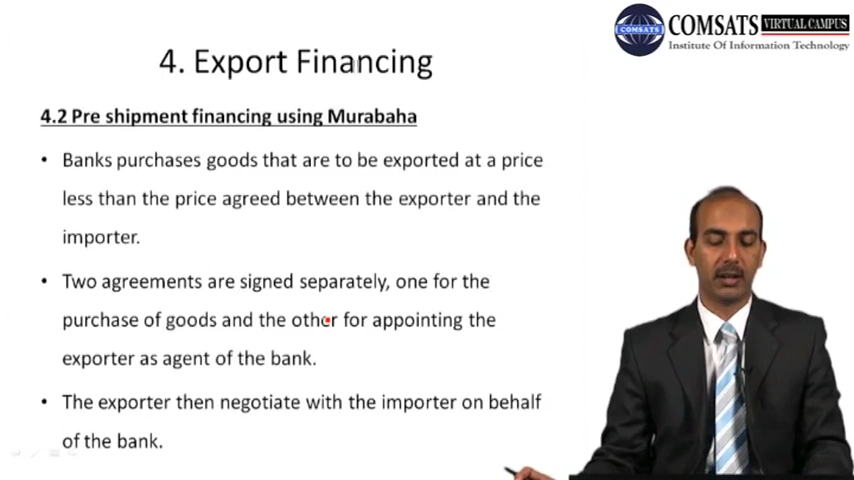 COMSATS VIRTUAL CAMPUS
Institute Of Information Technology
COMSATS
4. Export Financing
4.2 Pre shipment financing using Murabaha
• Banks purchases goods that are to be exported at a price
less than the price agreed between the exporter and the
importer.
• Two agreements are signed separately, one for the
purchase of goods and the other for appointing the
exporter as agent of the bank.
• The exporter then negotiate with the importer on behalf
of the bank.